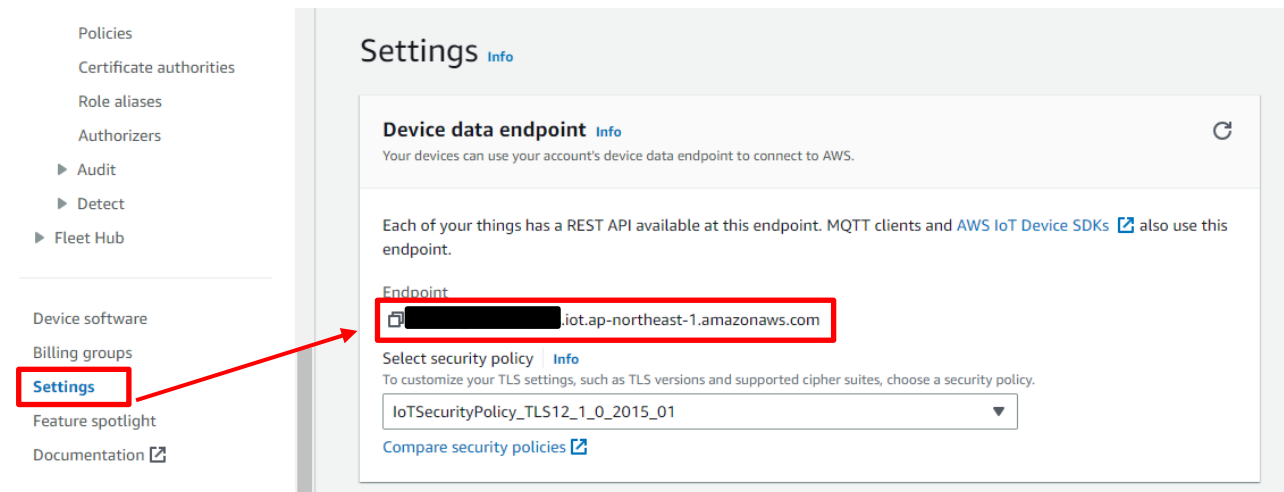 Policies
Certificate authorities
Role aliases
Authorizers
Audit
Detect
Fleet Hub
Device software
Billing groups
Settings
Feature spotlight
Documentation
Settings Info
Device data endpoint Info
Your devices can use your account's device data endpoint to connect to AWS.
Each of your things has a REST API available at this endpoint. MQTT clients and AWS IoT Device SDKs also use this
endpoint.
Endpoint
.iot.ap-northeast-1.amazonaws.com
Select security policy Info
To customize your TLS settings, such as TLS versions and supported cipher suites, choose a security policy.
IoTSecurityPolicy_TLS12_1_0_2015_01
Compare security policies